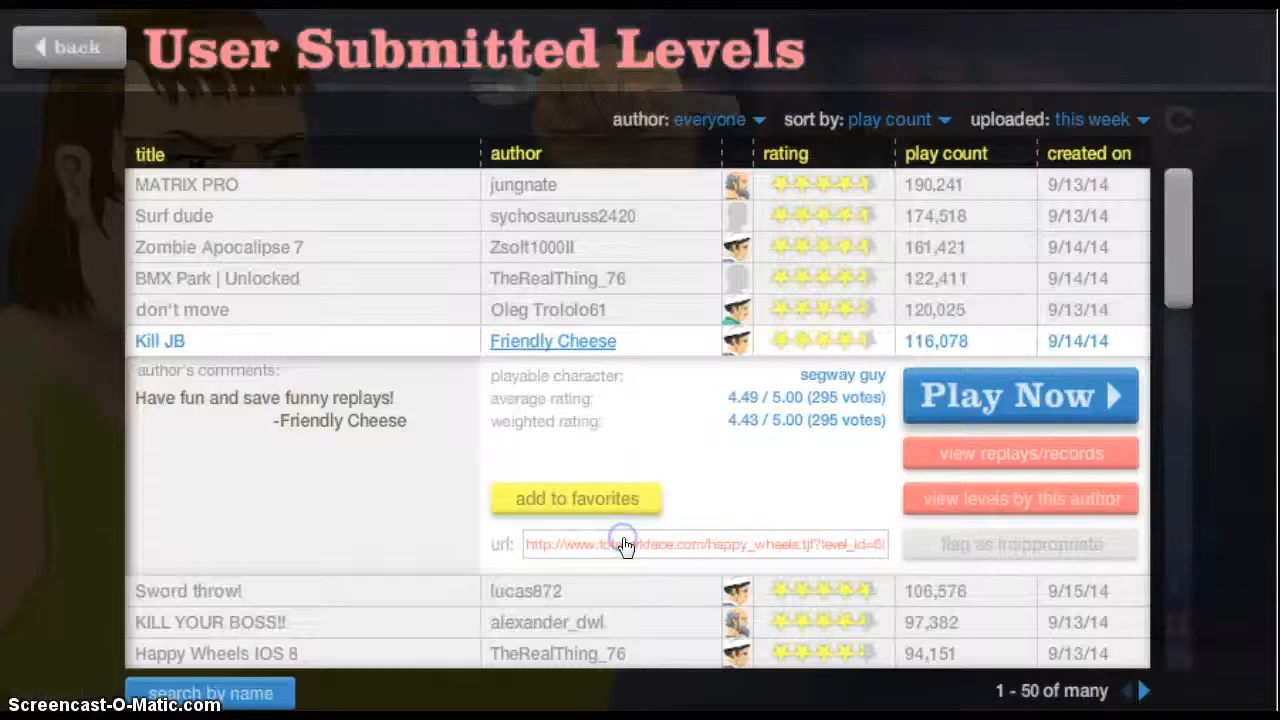 back
User Submitted Levels
author: everyone sort by: play count uploaded: this week
title author rating play count created on
MATRIX PRO jungnate 190,241 9/13/14
Surf dude sychosauruss2420 174,518 9/13/14
Zombie Apocalipse 7 Zsolt1000II 161,421 9/14/14
BMX Park | Unlocked TheRealThing_76 122,411 9/14/14
don't move Oleg Trololo61 120,025 9/13/14
Kill JB Friendly Cheese 116,078 9/14/14
author's comments:
Have fun and save funny replays!
-Friendly Cheese
playable character: segway guy
average rating: 4.49 / 5.00 (295 votes)
weighted rating: 4.43 / 5.00 (295 votes)
Play Now
view replays/records
add to favorites
view levels by this author
url:
flag as inappropriate
Sword throw! lucas872 106,576 9/15/14
KILL YOUR BOSS!! alexander_dwl 97,382 9/13/14
Happy Wheels IOS 8 TheRealThing_76 94,151 9/13/14
search by name
1 - 50 of many
Screencast-O-Matic.com